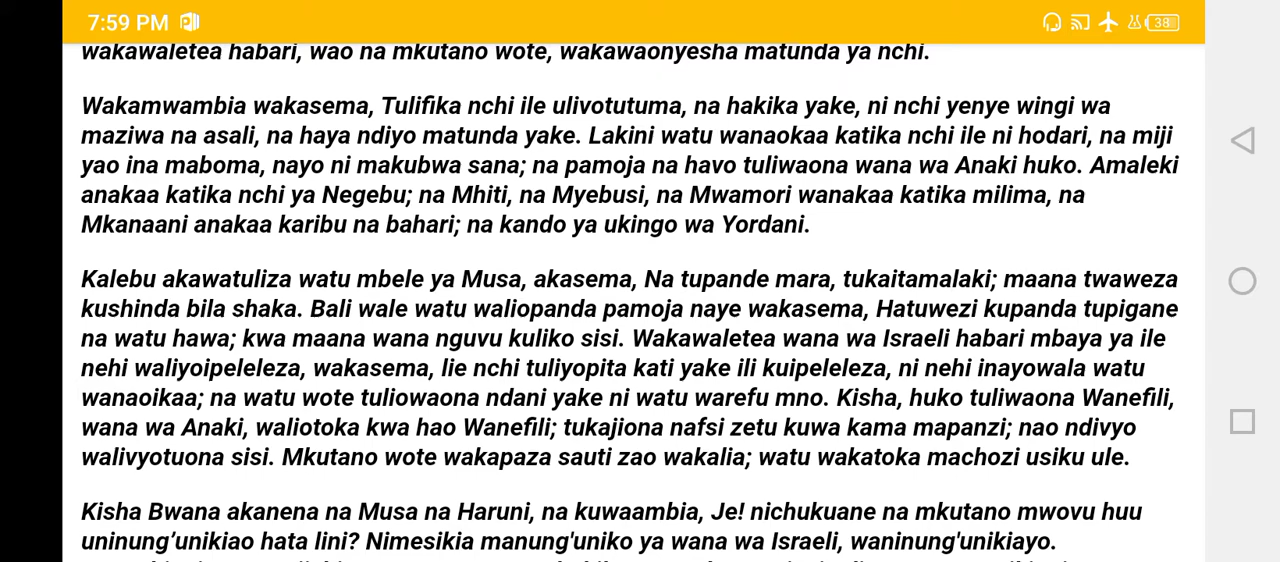 7:59 PM
38
wakawaletea habari, wao na mkutano wote, wakawaonyesha matunda ya nchi.
Wakamwambia wakasema, Tulifika nchi ile ulivotutuma, na hakika yake, ni nchi yenye wingi wa
maziwa na asali, na haya ndiyo matunda yake. Lakini watu wanaokaa katika nchi ile ni hodari, na miji
yao ina maboma, nayo ni makubwa sana; na pamoja na havo tuliwaona wana wa Anaki huko. Amaleki
anakaa katika nchi ya Negebu; na Mhiti, na Myebusi, na Mwamori wanakaa katika milima, na
Mkanaani anakaa karibu na bahari; na kando ya ukingo wa Yordani.
Kalebu akawatuliza watu mbele ya Musa, akasema, Na tupande mara, tukaitamalaki; maana twaweza
kushinda bila shaka. Bali wale watu waliopanda pamoja naye wakasema, Hatuwezi kupanda tupigane
na watu hawa; kwa maana wana nguvu kuliko sisi. Wakawaletea wana wa Israeli habari mbaya ya ile
nehi waliyoipeleleza, wakasema, lie nchi tuliyopita kati yake ili kuipeleleza, ni nehi inayowala watu
wanaoikaa; na watu wote tuliowaona ndani yake ni watu warefu mno. Kisha, huko tuliwaona Wanefili,
wana wa Anaki, waliotoka kwa hao Wanefili; tukajiona nafsi zetu kuwa kama mapanzi; nao ndivyo
walivyotuona sisi. Mkutano wote wakapaza sauti zao wakalia; watu wakatoka machozi usiku ule.
Kisha Bwana akanena na Musa na Haruni, na kuwaambia, Je! nichukuane na mkutano mwovu huu
uninung’unikiao hata lini? Nimesikia manung'uniko ya wana wa Israeli, waninung'unikiayo.